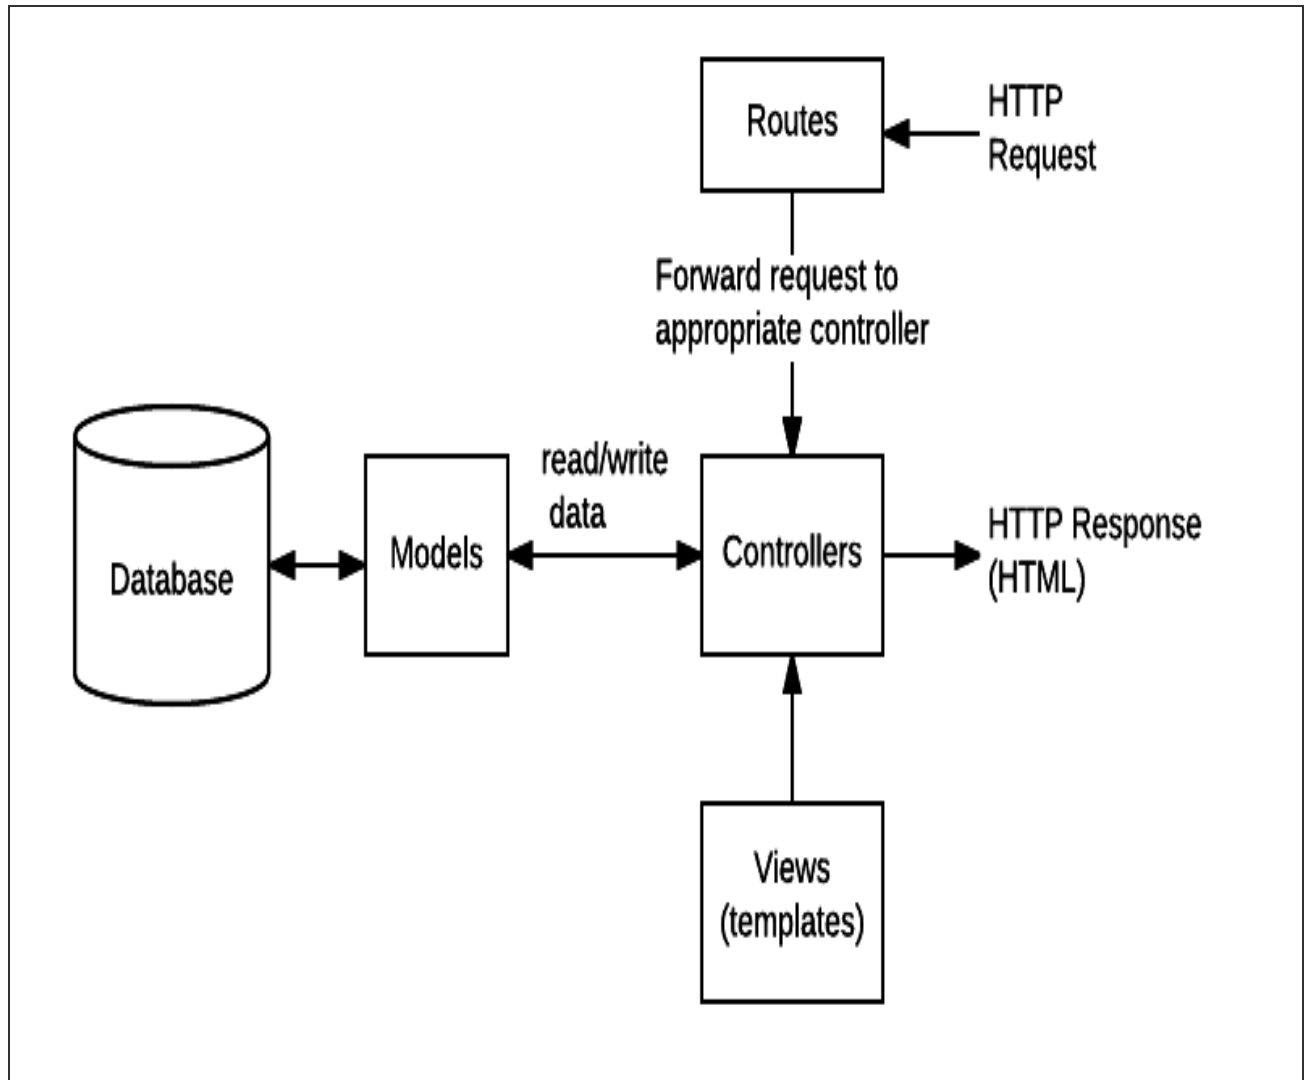 Routes
HTTP
Request
Forward request to
appropriate controller
read/write
data
Database
Models
Controllers
HTTP Response
(HTML)
Views
(templates)